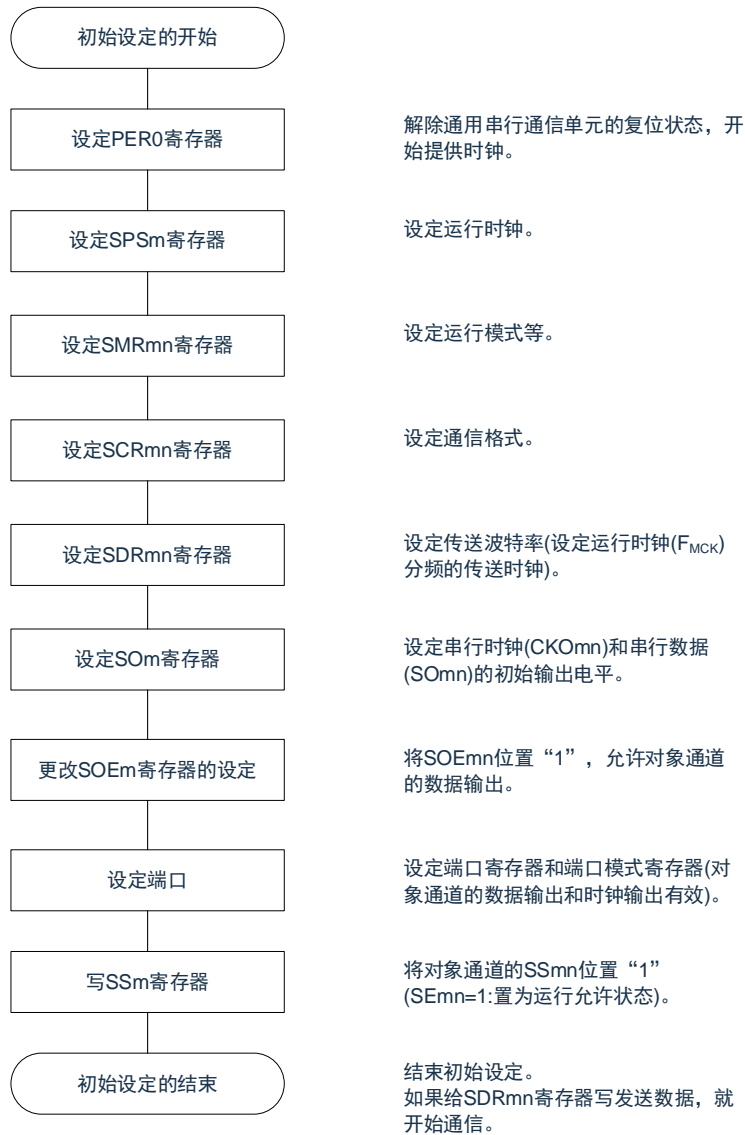 初始设定的开始
设定PER0寄存器
解除通用串行通信单元的复位状态，开
始提供时钟。
设定SPSm寄存器
设定运行时钟。
设定SMRmn寄存器
设定运行模式等。
设定SCRmn寄存器
设定通信格式。
设定SDRmn寄存器
设定传送波特率(设定运行时钟(FMCK)
分频的传送时钟)。
设定SOm寄存器
设定串行时钟(CKOmn)和串行数据
(SOmn)的初始输出电平。
更改SOEm寄存器的设定
将SOEmn位置“1”，允许对象通道
的数据输出。
设定端口
设定端口寄存器和端口模式寄存器(对
象通道的数据输出和时钟输出有效)。
写SSm寄存器
将对象通道的SSmn位置“1”
(SEmn=1:置为运行允许状态)。
初始设定的结束
结束初始设定。
如果给SDRmn寄存器写发送数据，就
开始通信。